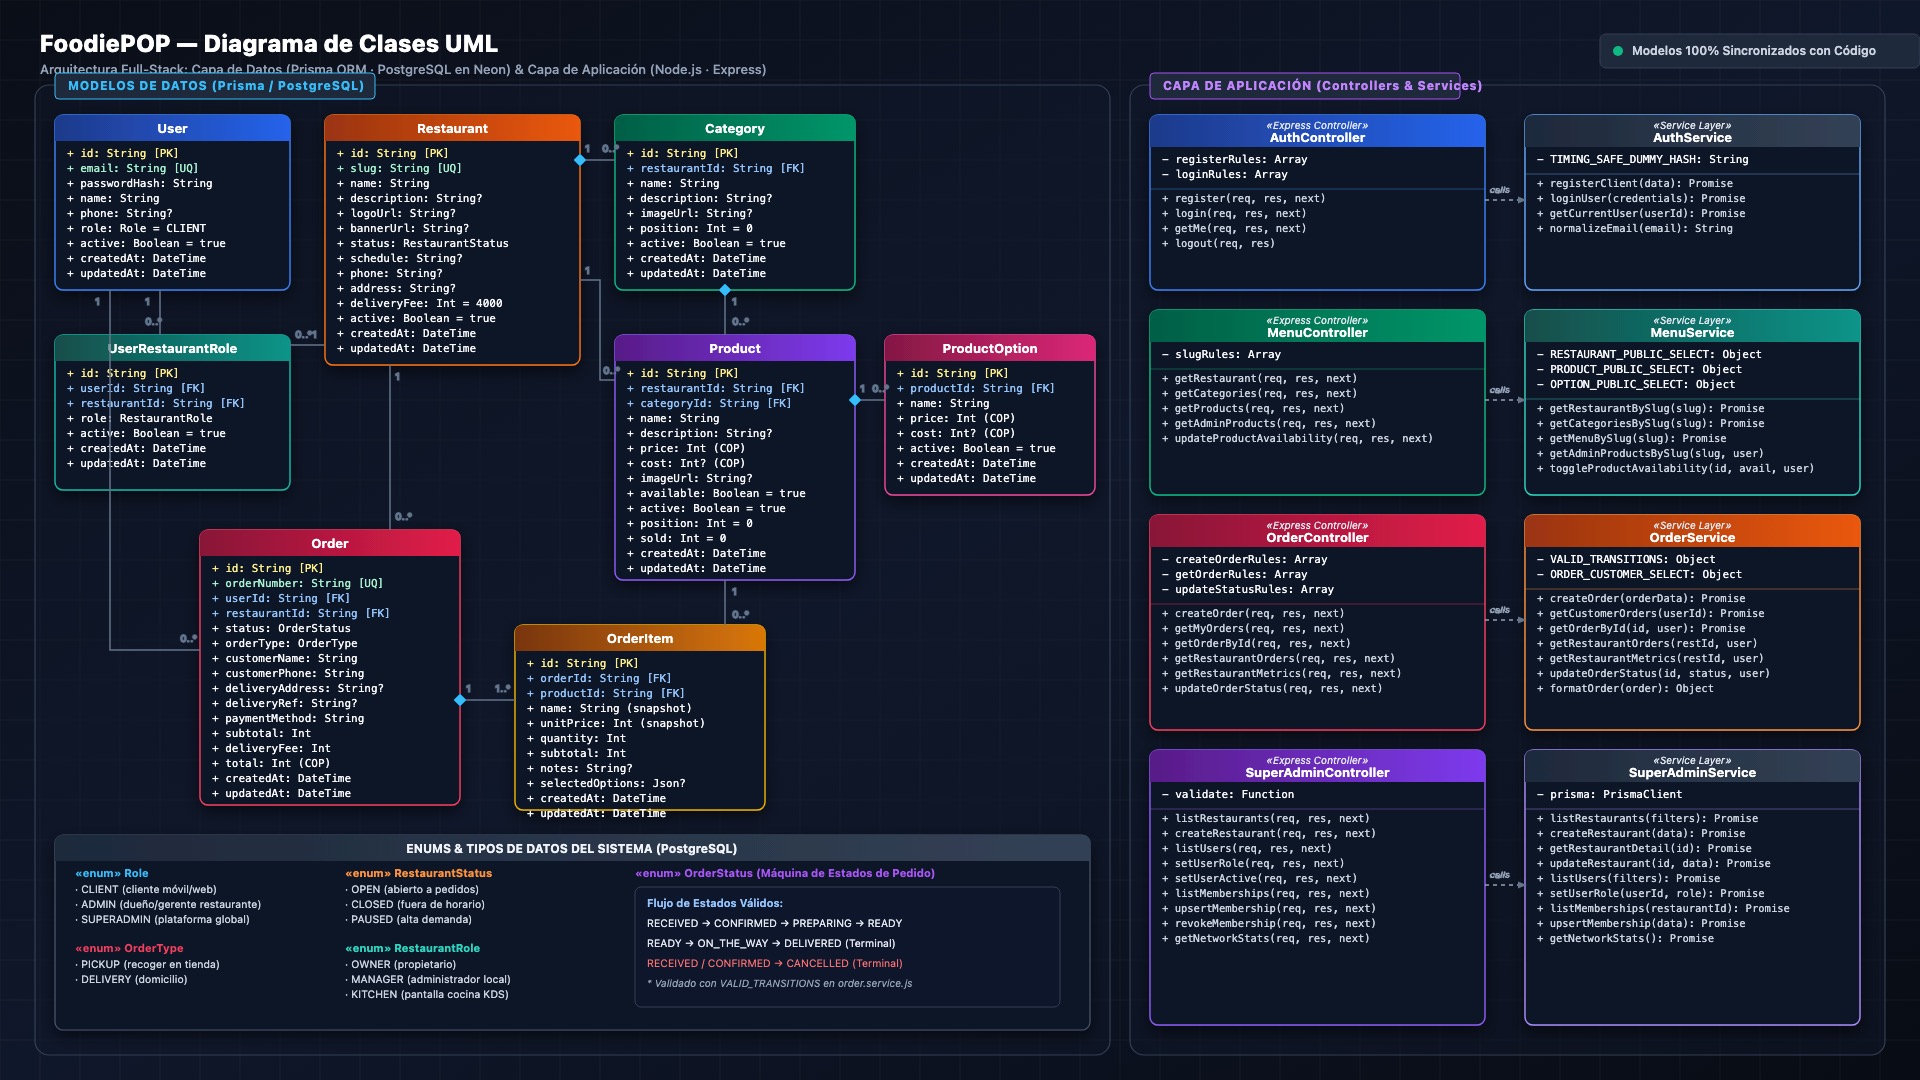 FoodiePOP — Diagrama de Clases UML
Arquitectura Full-Stack: Capa de Datos (Prisma ORM · PostgreSQL en Neon) & Capa de Aplicación (Node.js · Express)
Modelos 100% Sincronizados con Código
MODELOS DE DATOS (Prisma / PostgreSQL)
User
+ id: String [PK]
+ email: String [UQ]
+ passwordHash: String
+ name: String
+ phone: String?
+ role: Role = CLIENT
+ active: Boolean = true
+ createdAt: DateTime
+ updatedAt: DateTime
1
1
0..*
Restaurant
+ id: String [PK]
+ slug: String [UQ]
+ name: String
+ description: String?
+ logoUrl: String?
+ bannerUrl: String?
+ status: RestaurantStatus
+ schedule: String?
+ phone: String?
+ address: String?
+ deliveryFee: Int = 4000
+ active: Boolean = true
+ createdAt: DateTime
+ updatedAt: DateTime
1 0..*
1
0..*
Category
+ id: String [PK]
+ restaurantId: String [FK]
+ name: String
+ description: String?
+ imageUrl: String?
+ position: Int = 0
+ active: Boolean = true
+ createdAt: DateTime
+ updatedAt: DateTime
1
0..*
UserRestaurantRole
+ id: String [PK]
+ userId: String [FK]
+ restaurantId: String [FK]
+ role: RestaurantRole
+ active: Boolean = true
+ createdAt: DateTime
+ updatedAt: DateTime
0..*1
1
0..*
Product
+ id: String [PK]
+ restaurantId: String [FK]
+ categoryId: String [FK]
+ name: String
+ description: String?
+ price: Int (COP)
+ cost: Int? (COP)
+ imageUrl: String?
+ available: Boolean = true
+ active: Boolean = true
+ position: Int = 0
+ sold: Int = 0
+ createdAt: DateTime
+ updatedAt: DateTime
1 0..*
1
0..*
ProductOption
+ id: String [PK]
+ productId: String [FK]
+ name: String
+ price: Int (COP)
+ cost: Int? (COP)
+ active: Boolean = true
+ createdAt: DateTime
+ updatedAt: DateTime
0..*
Order
+ id: String [PK]
+ orderNumber: String [UQ]
+ userId: String [FK]
+ restaurantId: String [FK]
+ status: OrderStatus
+ orderType: OrderType
+ customerName: String
+ customerPhone: String
+ deliveryAddress: String?
+ deliveryRef: String?
+ paymentMethod: String
+ subtotal: Int
+ deliveryFee: Int
+ total: Int (COP)
+ createdAt: DateTime
+ updatedAt: DateTime
1 1..*
OrderItem
+ id: String [PK]
+ orderId: String [FK]
+ productId: String [FK]
+ name: String (snapshot)
+ unitPrice: Int (snapshot)
+ quantity: Int
+ subtotal: Int
+ notes: String?
+ selectedOptions: Json?
+ createdAt: DateTime
+ updatedAt: DateTime
ENUMS & TIPOS DE DATOS DEL SISTEMA (PostgreSQL)
«enum» Role
· CLIENT (cliente móvil/web)
· ADMIN (dueño/gerente restaurante)
· SUPERADMIN (plataforma global)
«enum» OrderType
· PICKUP (recoger en tienda)
· DELIVERY (domicilio)
«enum» RestaurantStatus
· OPEN (abierto a pedidos)
· CLOSED (fuera de horario)
· PAUSED (alta demanda)
«enum» RestaurantRole
· OWNER (propietario)
· MANAGER (administrador local)
· KITCHEN (pantalla cocina KDS)
«enum» OrderStatus (Máquina de Estados de Pedido)
Flujo de Estados Válidos:
RECEIVED → CONFIRMED → PREPARING → READY
READY → ON_THE_WAY → DELIVERED (Terminal)
RECEIVED / CONFIRMED → CANCELLED (Terminal)
* Validado con VALID_TRANSITIONS en order.service.js
CAPA DE APLICACIÓN (Controllers & Services)
«Express Controller»
AuthController
− registerRules: Array
− loginRules: Array
+ register(req, res, next)
+ login(req, res, next)
+ getMe(req, res, next)
+ logout(req, res)
calls
«Service Layer»
AuthService
− TIMING_SAFE_DUMMY_HASH: String
+ registerClient(data): Promise
+ loginUser(credentials): Promise
+ getCurrentUser(userId): Promise
+ normalizeEmail(email): String
«Express Controller»
MenuController
− slugRules: Array
+ getRestaurant(req, res, next)
+ getCategories(req, res, next)
+ getProducts(req, res, next)
+ getAdminProducts(req, res, next)
+ updateProductAvailability(req, res, next)
calls
«Service Layer»
MenuService
− RESTAURANT_PUBLIC_SELECT: Object
− PRODUCT_PUBLIC_SELECT: Object
− OPTION_PUBLIC_SELECT: Object
+ getRestaurantBySlug(slug): Promise
+ getCategoriesBySlug(slug): Promise
+ getMenuBySlug(slug): Promise
+ getAdminProductsBySlug(slug, user)
+ toggleProductAvailability(id, avail, user)
«Express Controller»
OrderController
− createOrderRules: Array
− getOrderRules: Array
− updateStatusRules: Array
+ createOrder(req, res, next)
+ getMyOrders(req, res, next)
+ getOrderById(req, res, next)
+ getRestaurantOrders(req, res, next)
+ getRestaurantMetrics(req, res, next)
+ updateOrderStatus(req, res, next)
calls
«Service Layer»
OrderService
− VALID_TRANSITIONS: Object
− ORDER_CUSTOMER_SELECT: Object
+ createOrder(orderData): Promise
+ getCustomerOrders(userId): Promise
+ getOrderById(id, user): Promise
+ getRestaurantOrders(restId, user)
+ getRestaurantMetrics(restId, user)
+ updateOrderStatus(id, status, user)
+ formatOrder(order): Object
«Express Controller»
SuperAdminController
− validate: Function
+ listRestaurants(req, res, next)
+ createRestaurant(req, res, next)
+ listUsers(req, res, next)
+ setUserRole(req, res, next)
+ setUserActive(req, res, next)
+ listMemberships(req, res, next)
+ upsertMembership(req, res, next)
+ revokeMembership(req, res, next)
+ getNetworkStats(req, res, next)
calls
«Service Layer»
SuperAdminService
− prisma: PrismaClient
+ listRestaurants(filters): Promise
+ createRestaurant(data): Promise
+ getRestaurantDetail(id): Promise
+ updateRestaurant(id, data): Promise
+ listUsers(filters): Promise
+ setUserRole(userId, role): Promise
+ listMemberships(restaurantId): Promise
+ upsertMembership(data): Promise
+ getNetworkStats(): Promise